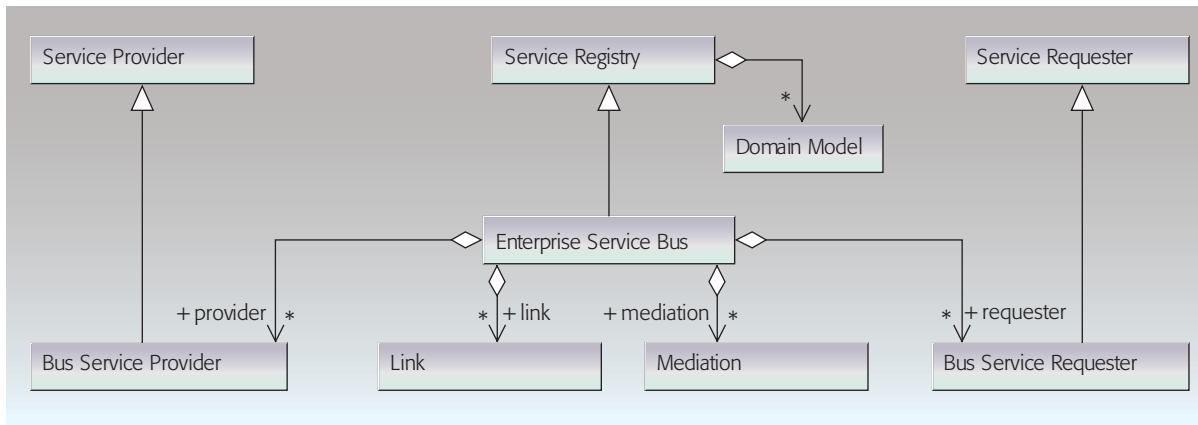 Service Provider
Service Registry
Service Requester
*
Domain Model
Enterprise Service Bus
+ provider *
* + link
+ mediation *
* + requester
Bus Service Provider
Link
Mediation
Bus Service Requester